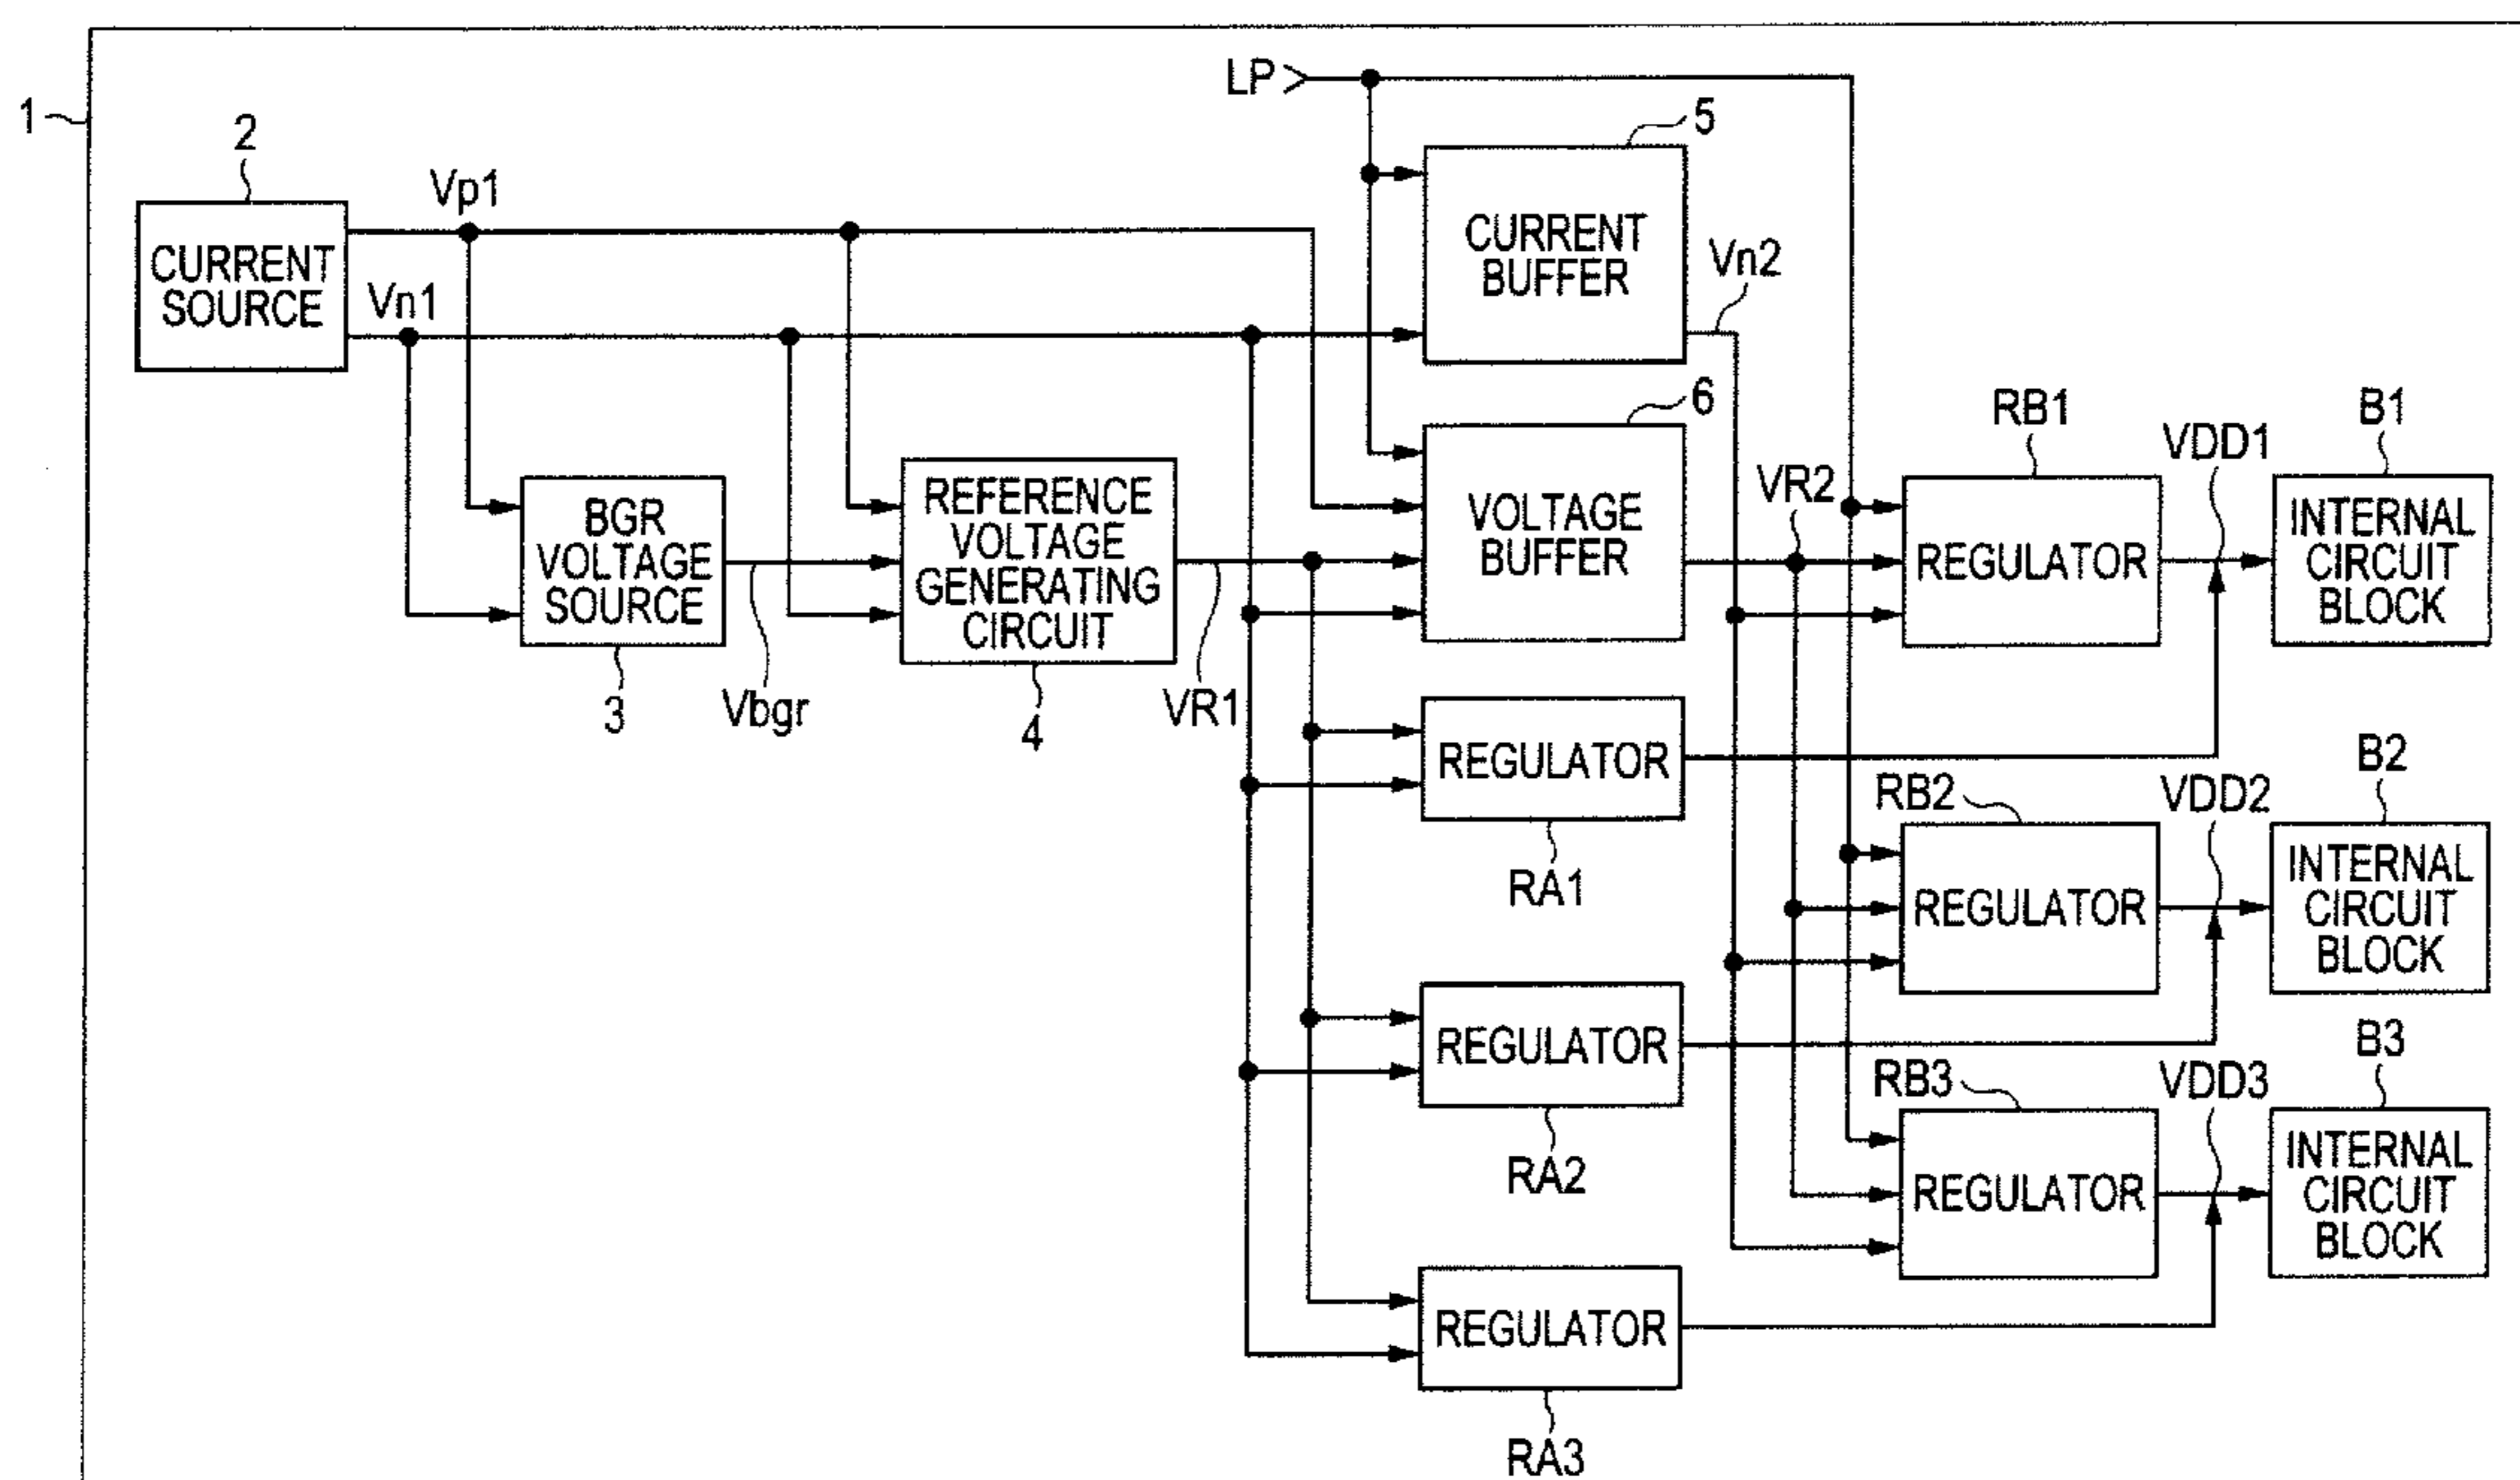 LP
1
2
5
Vp1
CURRENT
SOURCE
Vn1
CURRENT
BUFFER
Vn2
6
RB1
VDD1
B1
BGR
VOLTAGE
SOURCE
3
Vbgr
REFERENCE
VOLTAGE
GENERATING
CIRCUIT
4
VR1
VOLTAGE
BUFFER
VR2
REGULATOR
INTERNAL
CIRCUIT
BLOCK
REGULATOR
RA1
RB2
VDD2
B2
REGULATOR
INTERNAL
CIRCUIT
BLOCK
REGULATOR
RA2
RB3
VDD3
B3
REGULATOR
INTERNAL
CIRCUIT
BLOCK
REGULATOR
RA3